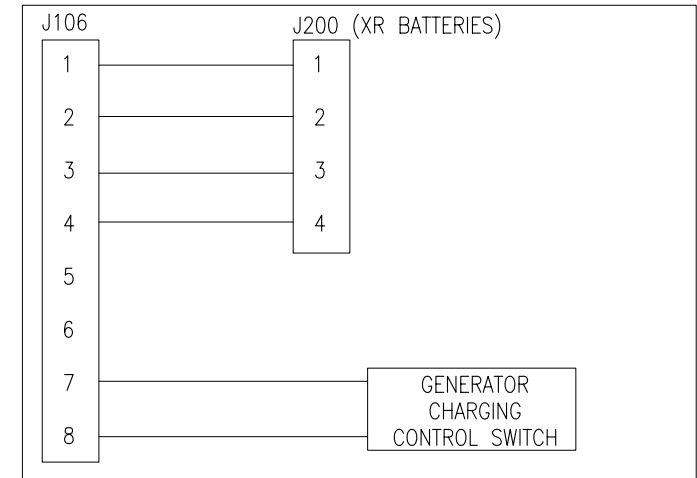 J106
J200 (XR BATTERIES)
1
2
3
4
5
6
7
8
1
2
3
4
GENERATOR
CHARGING
CONTROL SWITCH